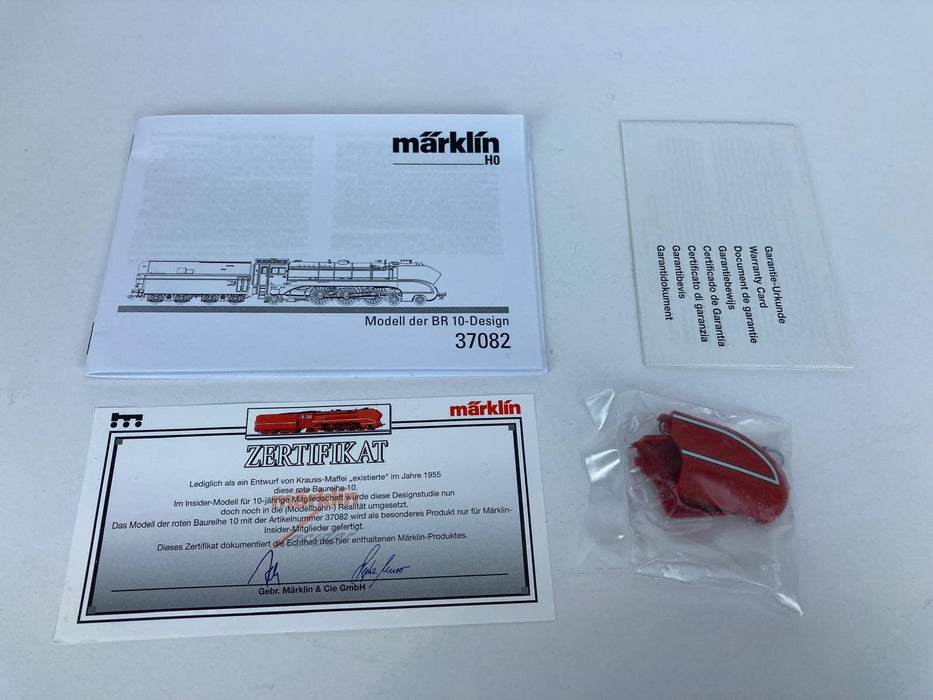 märklin
H0
Modell der BR 10-Design
37082
Garantie-Urkunde
Warranty Card
Document de garantie
Garantiebewijs
Certificado de Garantia
Certificato di garanzia
Garantibevis
Garantidokument
märklin
ZERTIFIKAT
Lediglich als ein Entwurf von Krauss-Maffei „existierte“ im Jahre 1955
diese rote Baureihe 10.
Im Insider-Modell für 10-jährige Mitgliedschaft wurde diese Designstudie nun
doch noch in die (Modellbahn-) Realität umgesetzt.
Das Modell der roten Baureihe 10 mit der Artikelnummer 37082 wird als besonderes Produkt nur für Märklin-
Insider-Mitglieder gefertigt.
Dieses Zertifikat dokumentiert die Echtheit des hier enthaltenen Märklin-Produktes.
märklin
insider
Gebr. Märklin & Cie GmbH